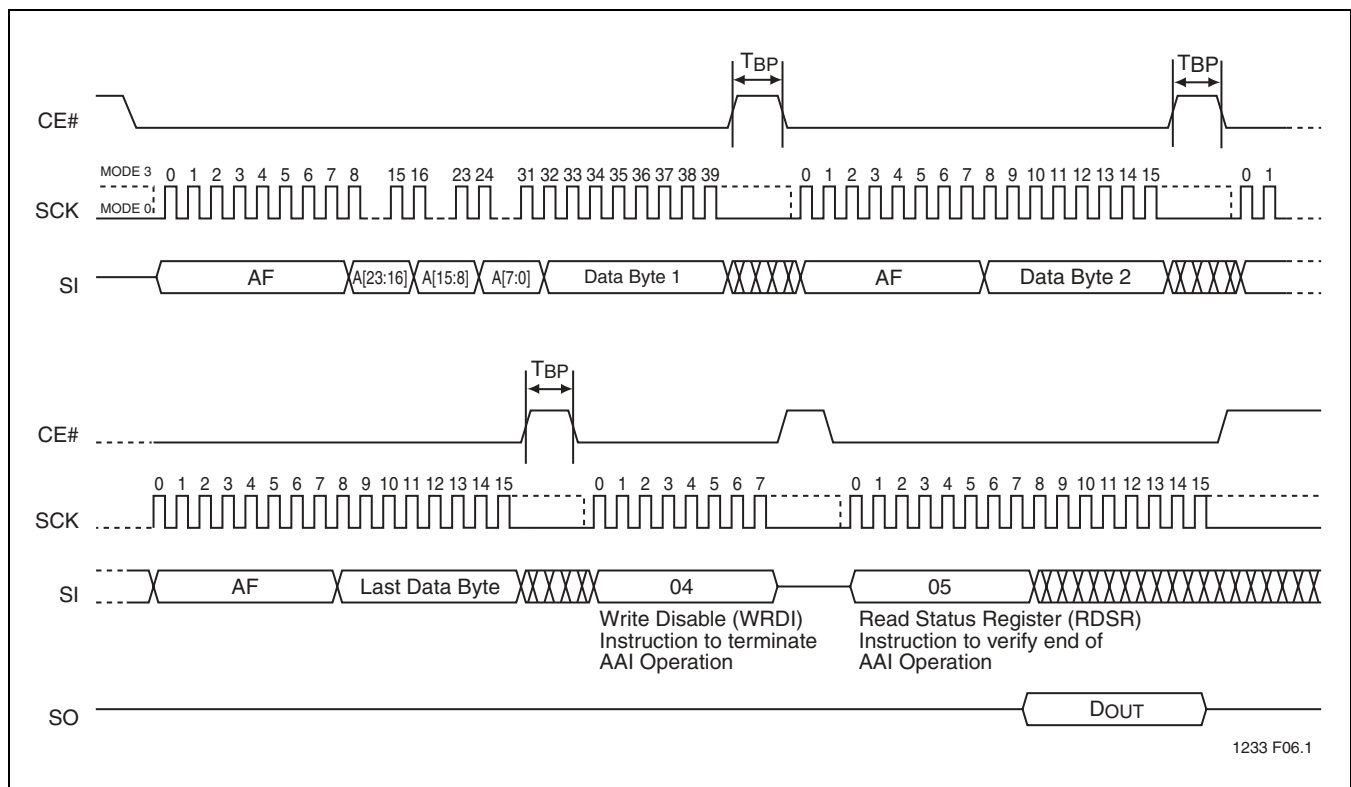 TBP TBP
CE#
MODE 3 0 1 2 3 4 5 6 7 8 15 16 23 24 31 32 33 34 35 36 37 38 39 0 1 2 3 4 5 6 7 8 9 10 11 12 13 14 15 0 1
SCK MODE 0
SI AF A[23:16] A[15:8] A[7:0] Data Byte 1 AF Data Byte 2
TBP
CE#
0 1 2 3 4 5 6 7 8 9 10 11 12 13 14 15 0 1 2 3 4 5 6 7 0 1 2 3 4 5 6 7 8 9 10 11 12 13 14 15
SCK
SI AF Last Data Byte 04 05
Write Disable (WRDI) Read Status Register (RDSR)
Instruction to terminate Instruction to verify end of
AAI Operation AAI Operation
SO DOUT
1233 F06.1